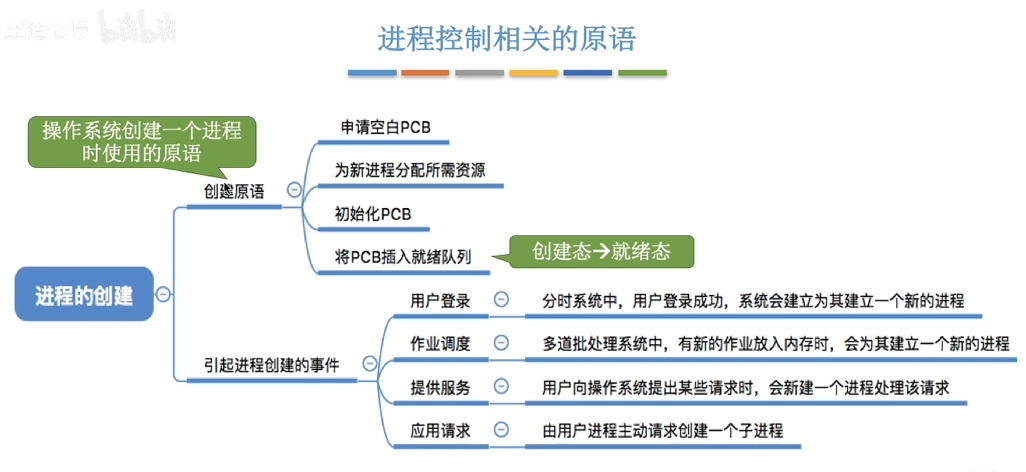 bilibili
进程控制相关的原语
操作系统创建一个进程
时使用的原语
申请空白PCB
为新进程分配所需资源
创建原语
初始化PCB
将PCB插入就绪队列
创建态→就绪态
进程的创建
用户登录
分时系统中，用户登录成功，系统会建立为其建立一个新的进程
作业调度
多道批处理系统中，有新的作业放入内存时，会为其建立一个新的进程
引起进程创建的事件
提供服务
用户向操作系统提出某些请求时，会新建一个进程处理该请求
应用请求
由用户进程主动请求创建一个子进程